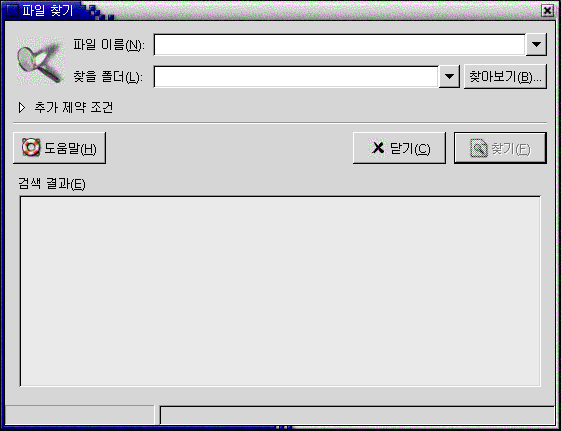 파일 찾기
파일 이름(N):
찾을 폴더(L):
찾아보기(B)...
추가 제약 조건
도움말(H)
닫기(C)
찾기(F)
검색 결과(E)